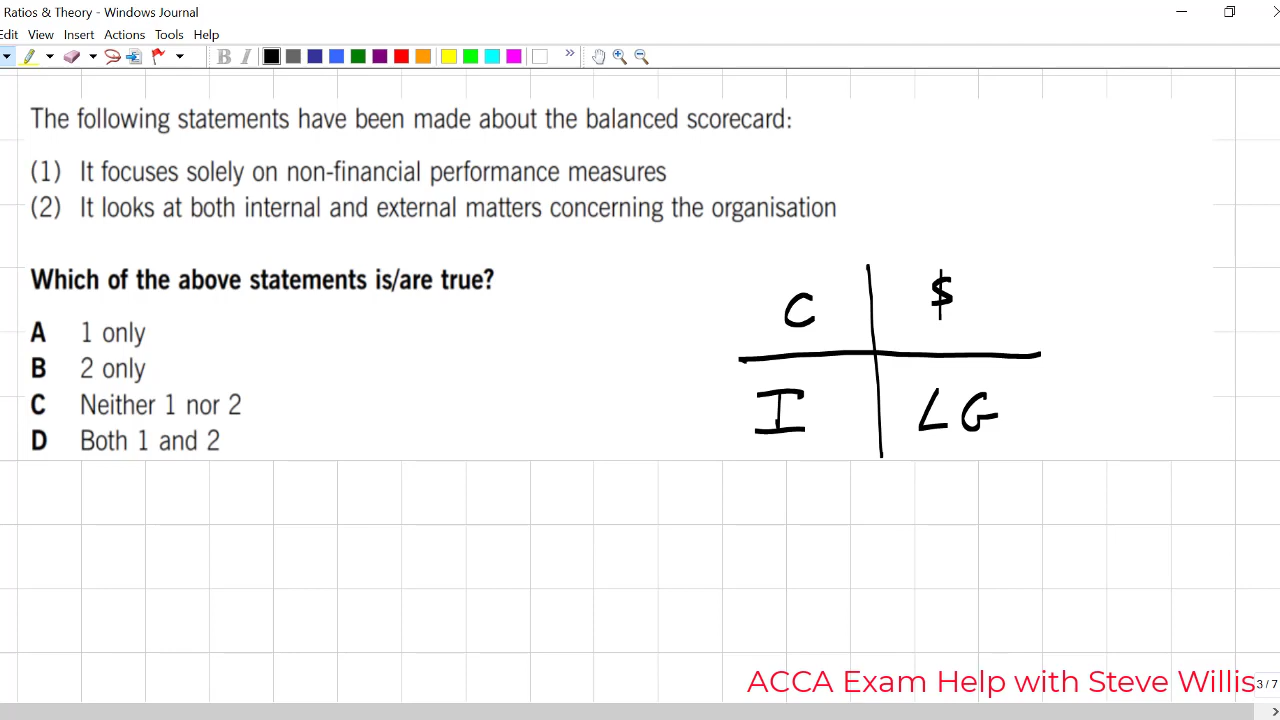 Ratios & Theory - Windows Journal
Edit View Insert Actions Tools Help
B I
The following statements have been made about the balanced scorecard:
(1) It focuses solely on non-financial performance measures
(2) It looks at both internal and external matters concerning the organisation
Which of the above statements is/are true?
A 1 only
B 2 only
C Neither 1 nor 2
D Both 1 and 2
C $
I LG
ACCA Exam Help with Steve Willis
3 / 7